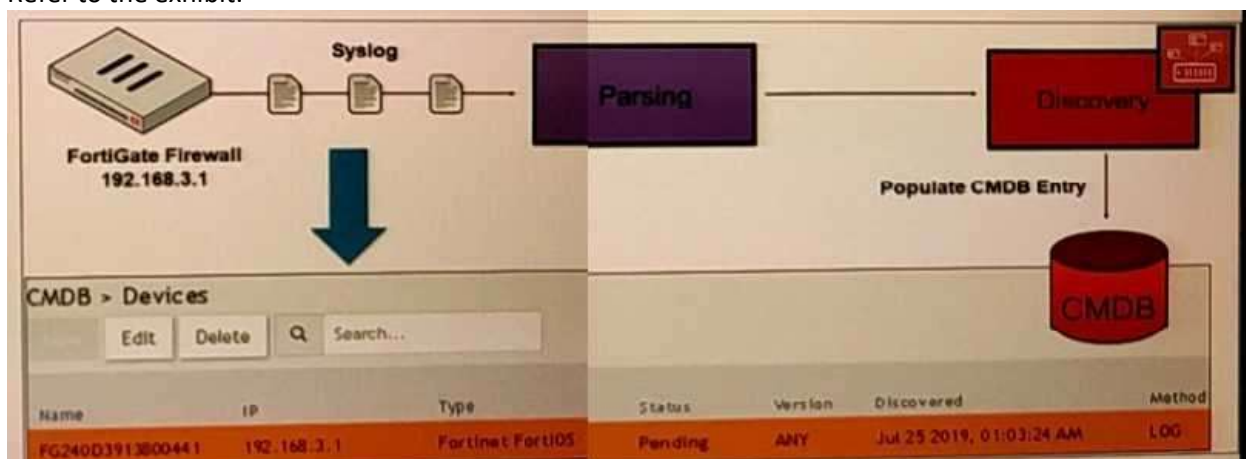 Refer to the exhibit.
Syslog
Parsing
Discovery
FortiGate Firewall
192.168.3.1
Populate CMDB Entry
CMDB
CMDB > Devices
Edit Delete Search...
Name IP Type Status Version Discovered Method
FG240D3913800441 192.168.3.1 Fortinet FortiOS Pending ANY Jul 25 2019, 01:03:24 AM LOG